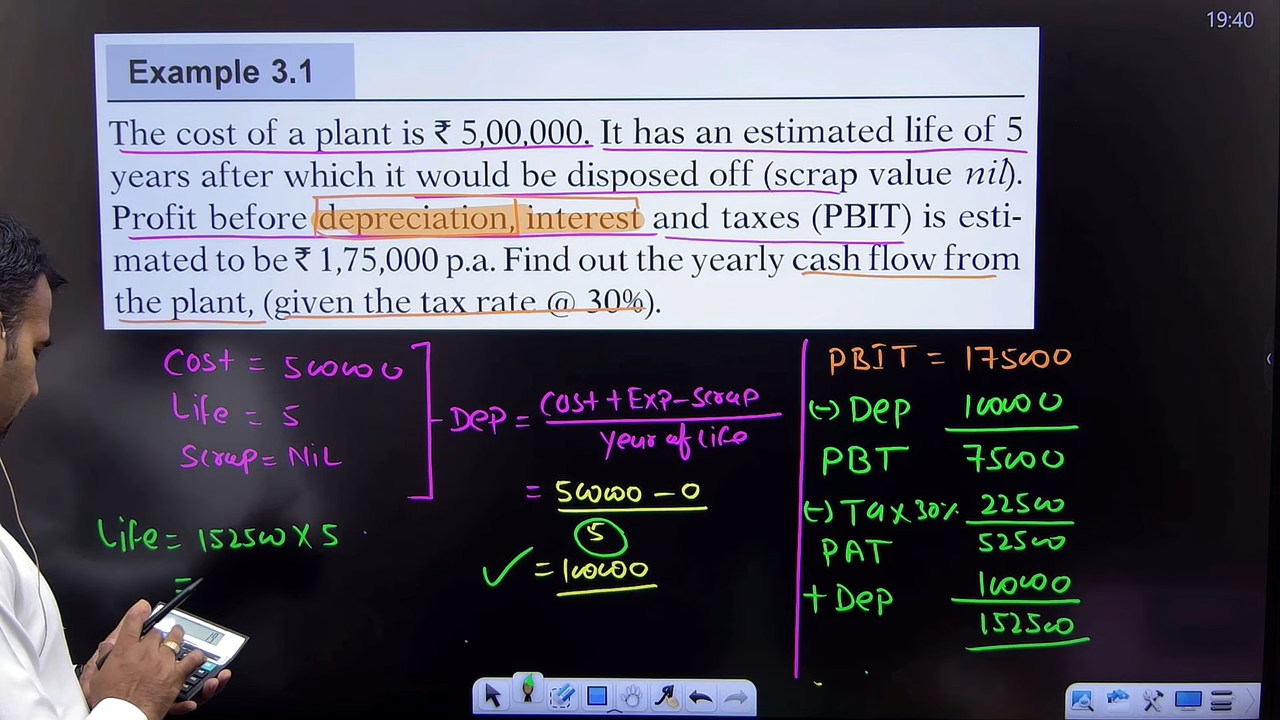 19:40
Example 3.1
The cost of a plant is ₹ 5,00,000. It has an estimated life of 5
years after which it would be disposed off (scrap value nil).
Profit before depreciation, interest and taxes (PBIT) is esti-
mated to be ₹ 1,75,000 p.a. Find out the yearly cash flow from
the plant, (given the tax rate @ 30%).
Cost = 500000
Life = 5
Scrap = NiL
Dep = Cost + Exp - Scrap
Year of life
= 500000 - 0
5
= 100000
Life = 152500 X 5
=
PBIT = 175000
(-) Dep 100000
PBT 75000
(-) Tax 30% 22500
PAT 52500
+ Dep 100000
152500